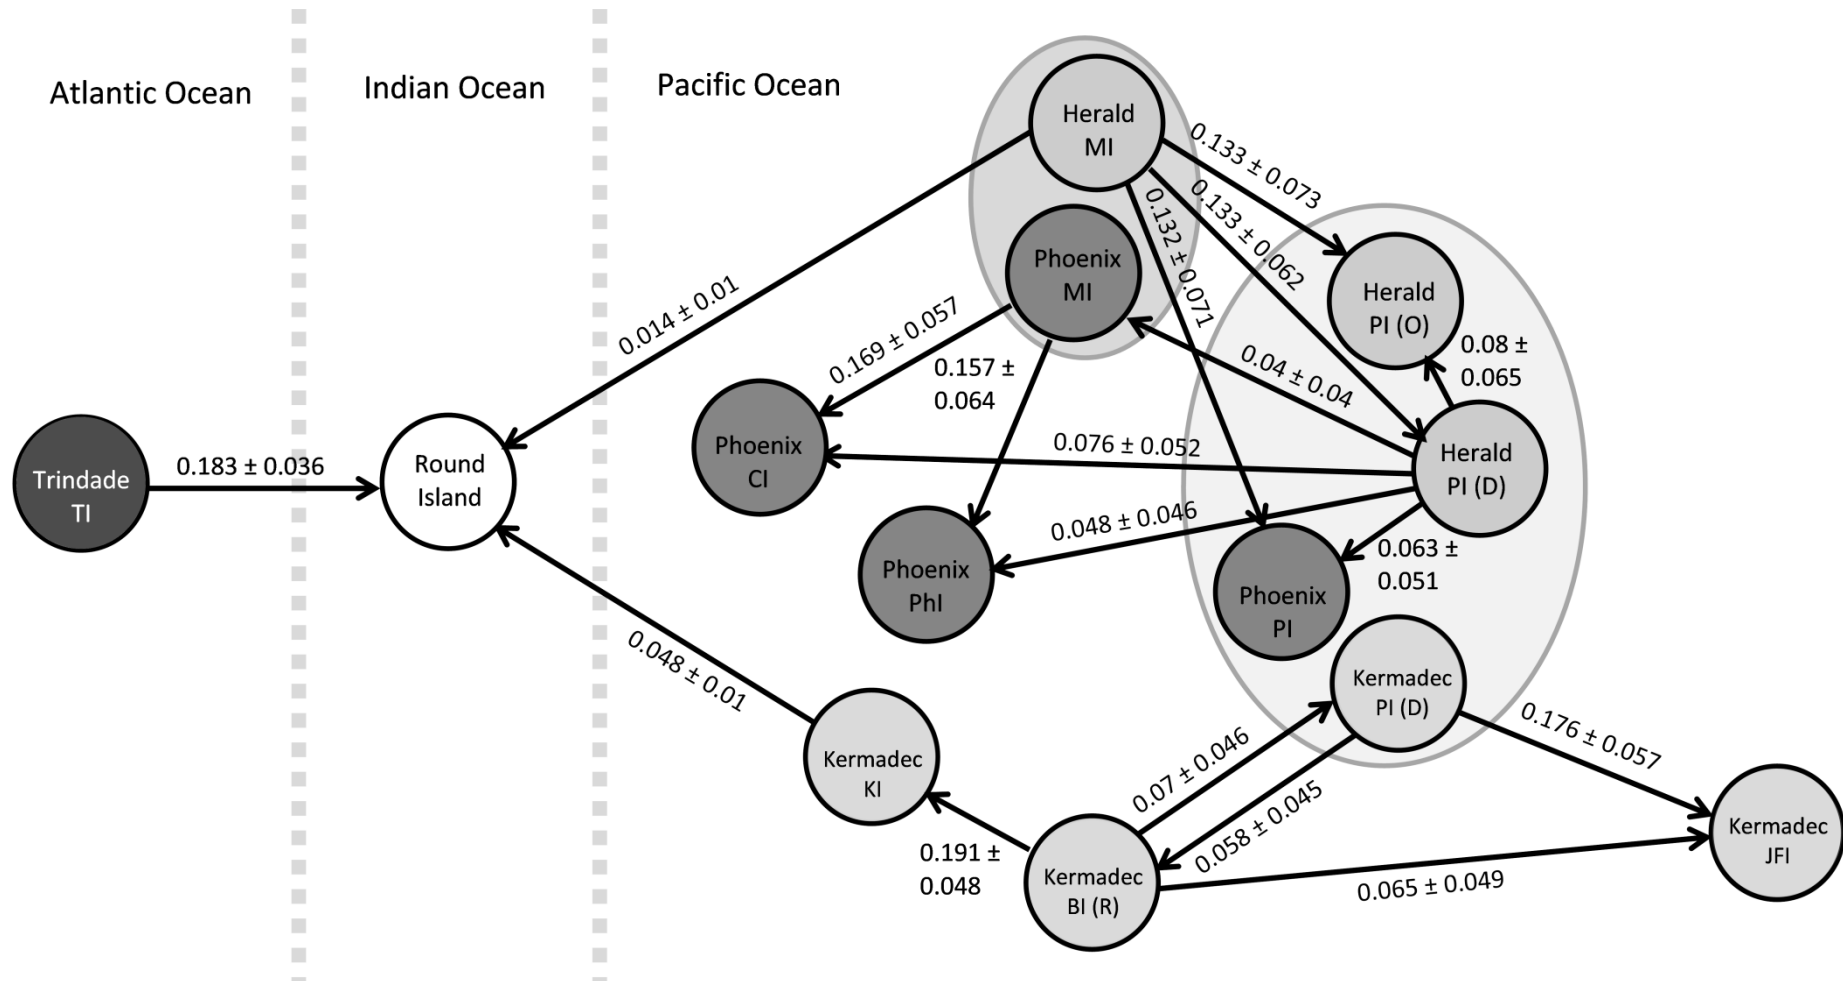 Atlantic Ocean
Indian Ocean
Pacific Ocean
Herald
MI
0.133 ± 0.073
0.133 ± 0.062
0.132 ± 0.071
0.014 ± 0.01
Phoenix
MI
Herald
PI (O)
0.169 ± 0.057
0.157 ±
0.064
0.04 ± 0.04
0.08 ±
0.065
Phoenix
CI
0.076 ± 0.052
Herald
PI (D)
Trindade
TI
0.183 ± 0.036
Round
Island
0.048 ± 0.046
0.063 ±
0.051
Phoenix
PhI
Phoenix
PI
0.048 ± 0.01
Kermadec
PI (D)
0.176 ± 0.057
Kermadec
KI
0.07 ± 0.046
0.058 ± 0.045
0.191 ±
0.048
Kermadec
BI (R)
0.065 ± 0.049
Kermadec
JFI